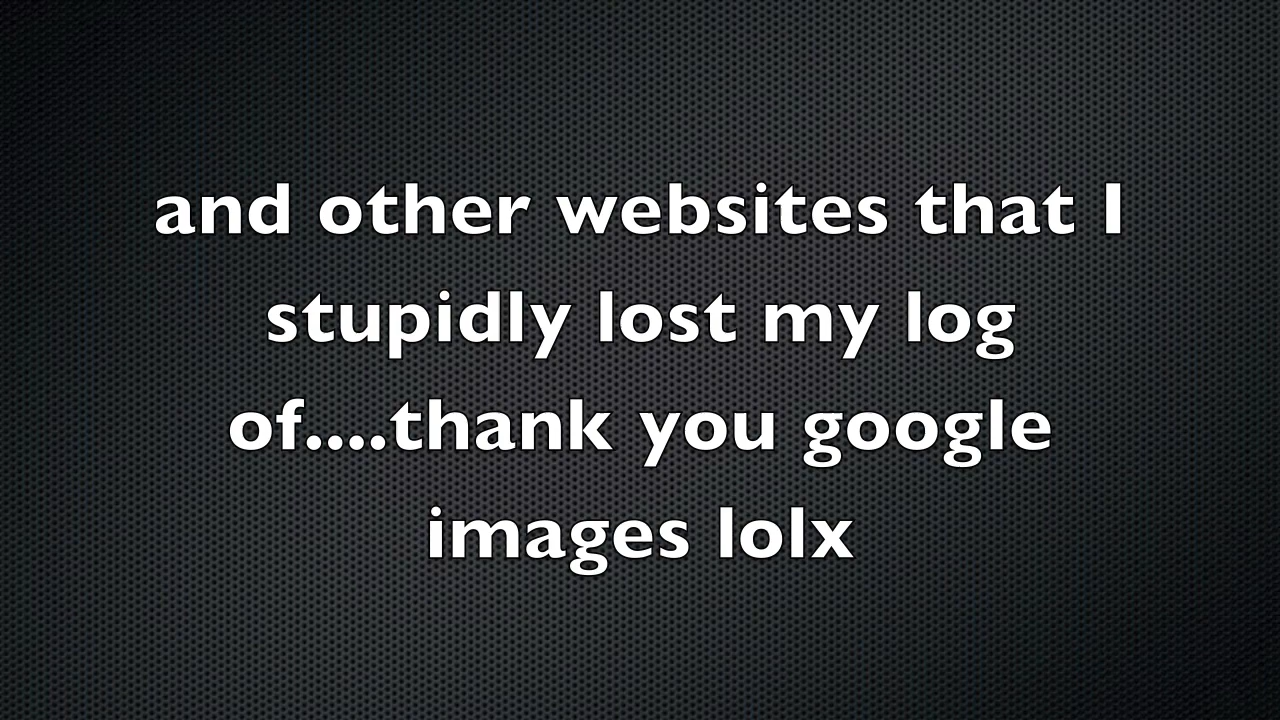 and other websites that I
stupidly lost my log
of....thank you google
images lolx